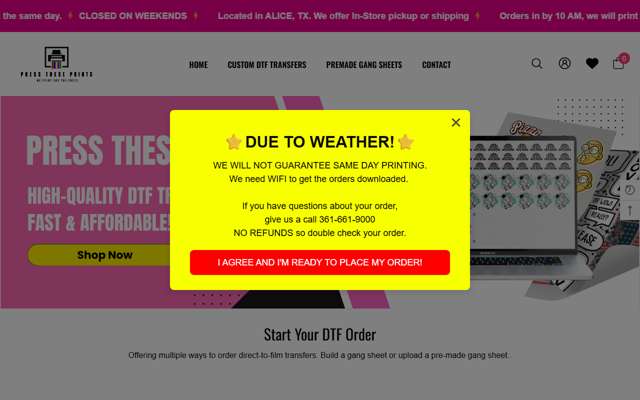 the same day. CLOSED ON WEEKENDS Located in ALICE, TX. We offer In-Store pickup or shipping Orders in by 10 AM, we will print
PRESS THESE PRINTS
HOME CUSTOM DTF TRANSFERS PREMADE GANG SHEETS CONTACT
0
PRESS THES
HIGH-QUALITY DTF TR
FAST & AFFORDABLE!
Shop Now
Pizza
DUE TO WEATHER!
WE WILL NOT GUARANTEE SAME DAY PRINTING.
We need WIFI to get the orders downloaded.
If you have questions about your order,
give us a call 361-661-9000
NO REFUNDS so double check your order.
I AGREE AND I'M READY TO PLACE MY ORDER!
Start Your DTF Order
Offering multiple ways to order direct-to-film transfers. Build a gang sheet or upload a pre-made gang sheet.